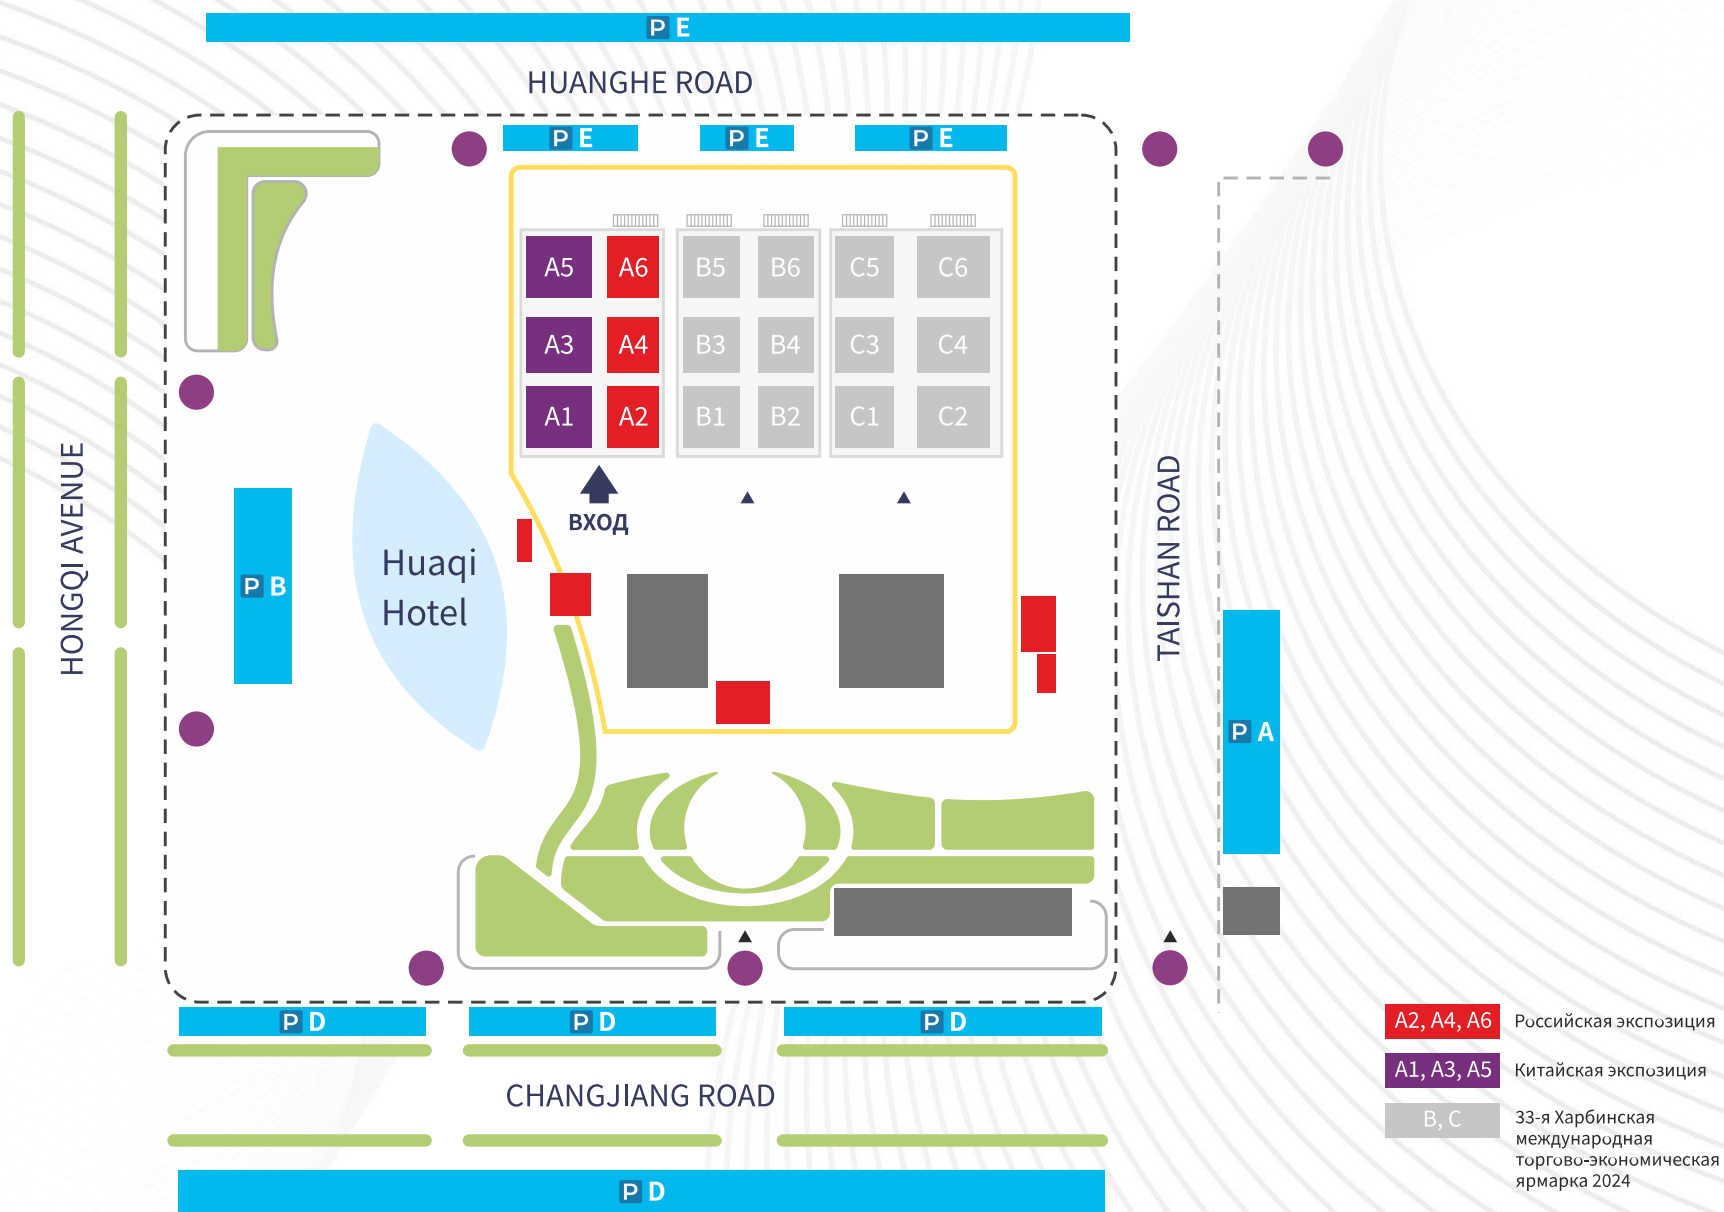 P E
HUANGHE ROAD
P E
P E
P E
A5 A6 B5 B6 C5 C6
A3 A4 B3 B4 C3 C4
A1 A2 B1 B2 C1 C2
ВХОД
HONGQI AVENUE
P B
Huaqi
Hotel
TAISHAN ROAD
P A
P D
P D
P D
CHANGJIANG ROAD
P D
A2, A4, A6 Российская экспозиция
A1, A3, A5 Китайская экспозиция
B, C 33-я Харбинская
международная
торгово-экономическая
ярмарка 2024